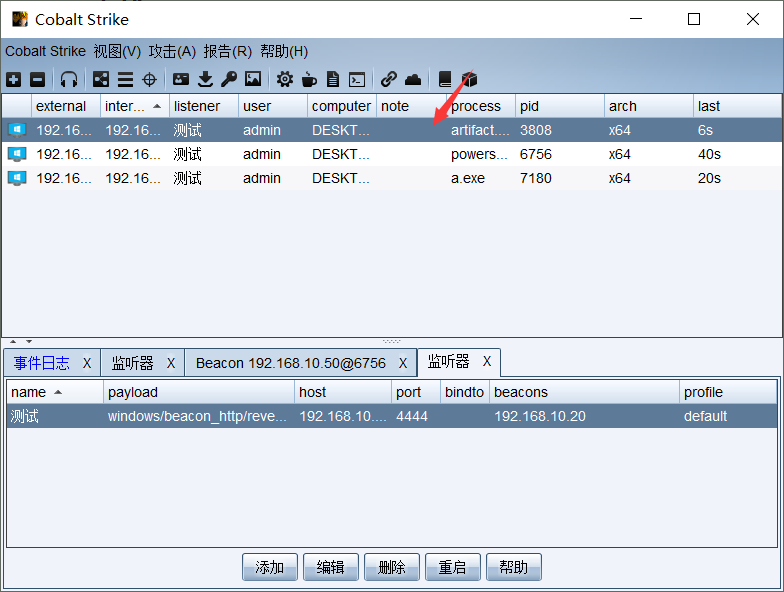 Cobalt Strike
Cobalt Strike 视图(V) 攻击(A) 报告(R) 帮助(H)
external inter... listener user computer note process pid arch last
192.16... 192.16... 测试 admin DESKT... artifact.... 3808 x64 6s
192.16... 192.16... 测试 admin DESKT... powers... 6756 x64 40s
192.16... 192.16... 测试 admin DESKT... a.exe 7180 x64 20s
事件日志 X 监听器 X Beacon 192.168.10.50@6756 X 监听器 X
name payload host port bindto beacons profile
测试 windows/beacon_http/reve... 192.168.10.... 4444 192.168.10.20 default
添加 编辑 删除 重启 帮助